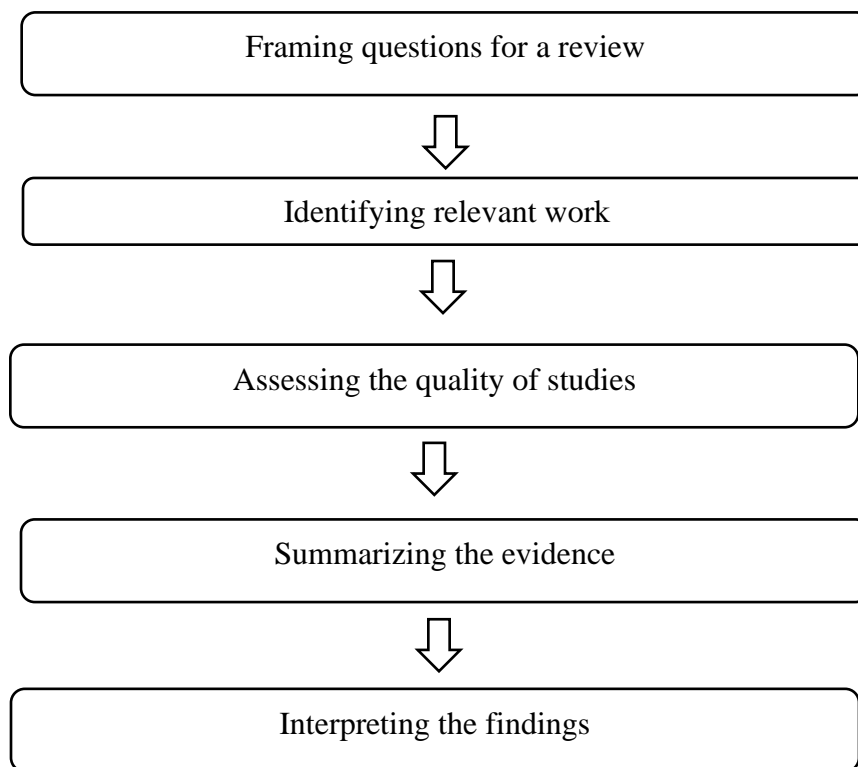 Framing questions for a review
Identifying relevant work
Assessing the quality of studies
Summarizing the evidence
Interpreting the findings